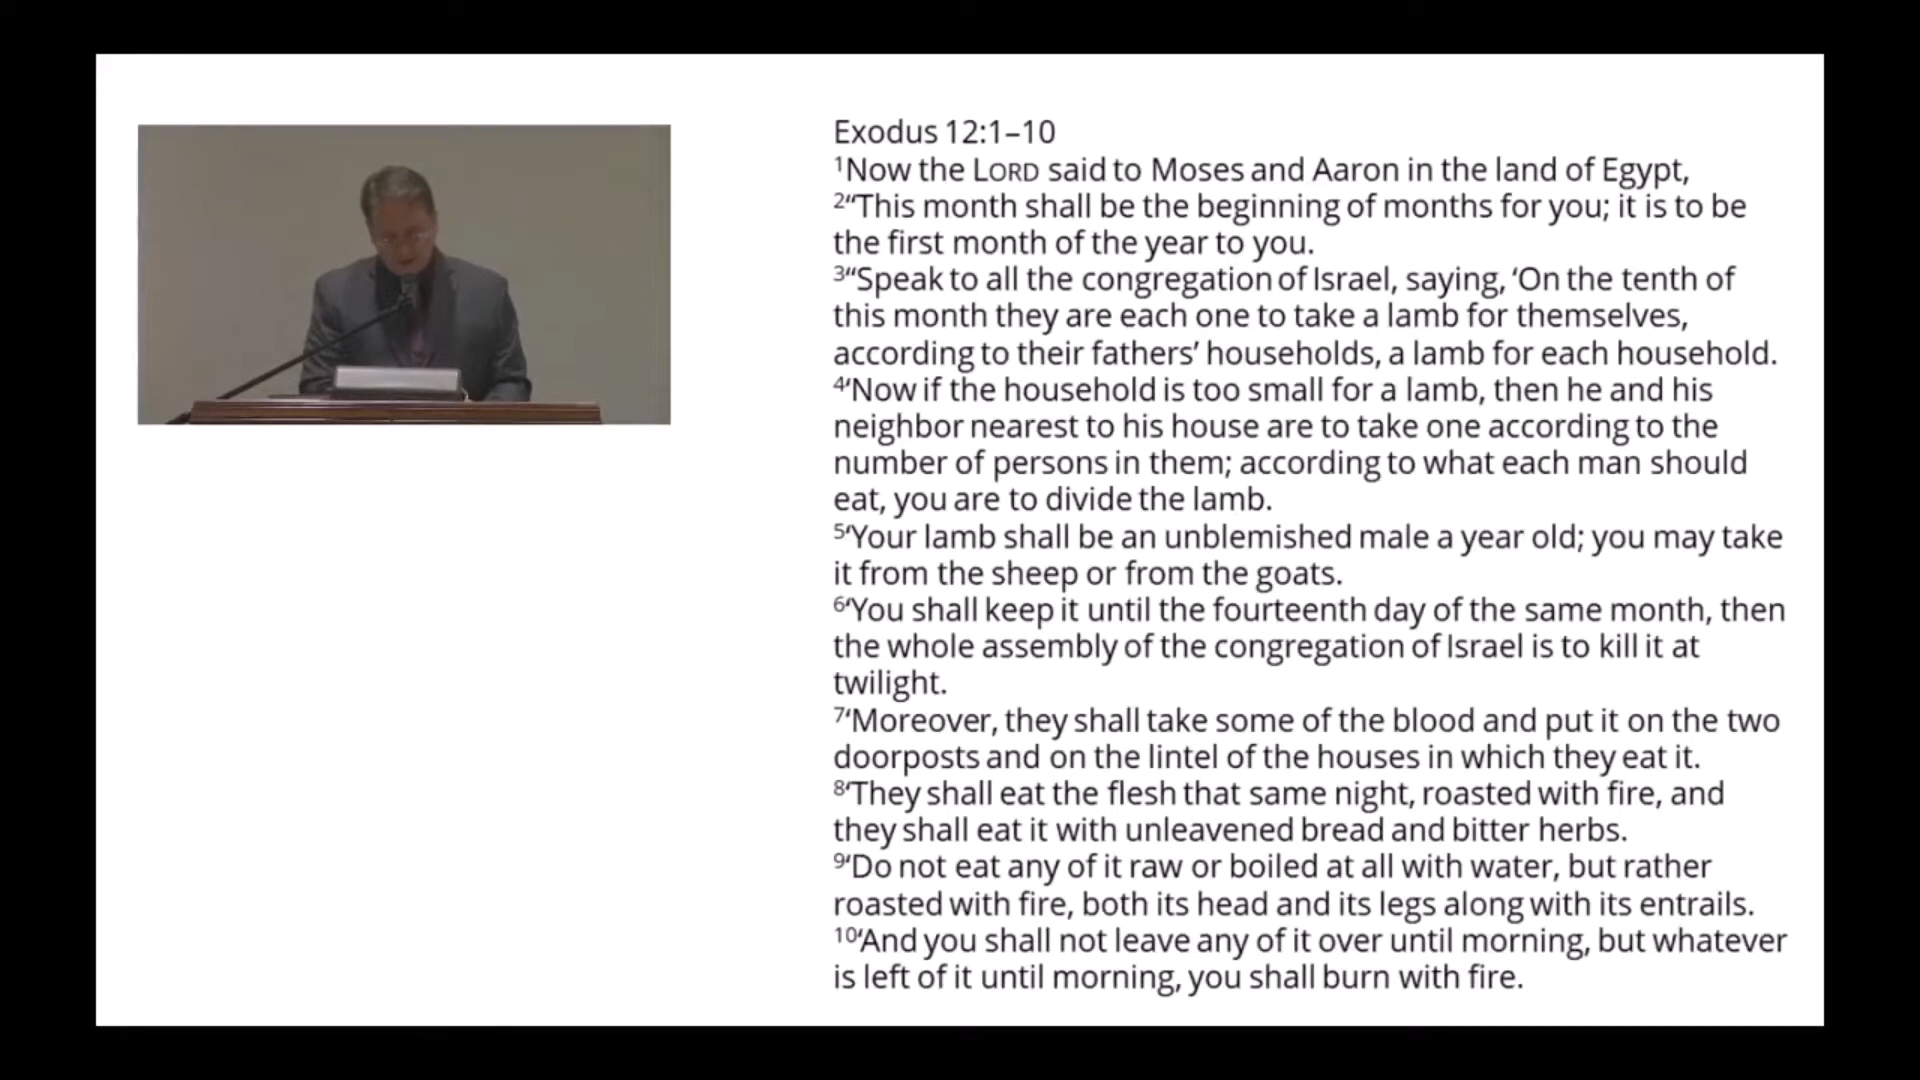 Exodus 12:1–10
¹Now the LORD said to Moses and Aaron in the land of Egypt,
²“This month shall be the beginning of months for you; it is to be
the first month of the year to you.
³“Speak to all the congregation of Israel, saying, ‘On the tenth of
this month they are each one to take a lamb for themselves,
according to their fathers’ households, a lamb for each household.
⁴‘Now if the household is too small for a lamb, then he and his
neighbor nearest to his house are to take one according to the
number of persons in them; according to what each man should
eat, you are to divide the lamb.
⁵‘Your lamb shall be an unblemished male a year old; you may take
it from the sheep or from the goats.
⁶‘You shall keep it until the fourteenth day of the same month, then
the whole assembly of the congregation of Israel is to kill it at
twilight.
⁷‘Moreover, they shall take some of the blood and put it on the two
doorposts and on the lintel of the houses in which they eat it.
⁸‘They shall eat the flesh that same night, roasted with fire, and
they shall eat it with unleavened bread and bitter herbs.
⁹‘Do not eat any of it raw or boiled at all with water, but rather
roasted with fire, both its head and its legs along with its entrails.
¹⁰‘And you shall not leave any of it over until morning, but whatever
is left of it until morning, you shall burn with fire.